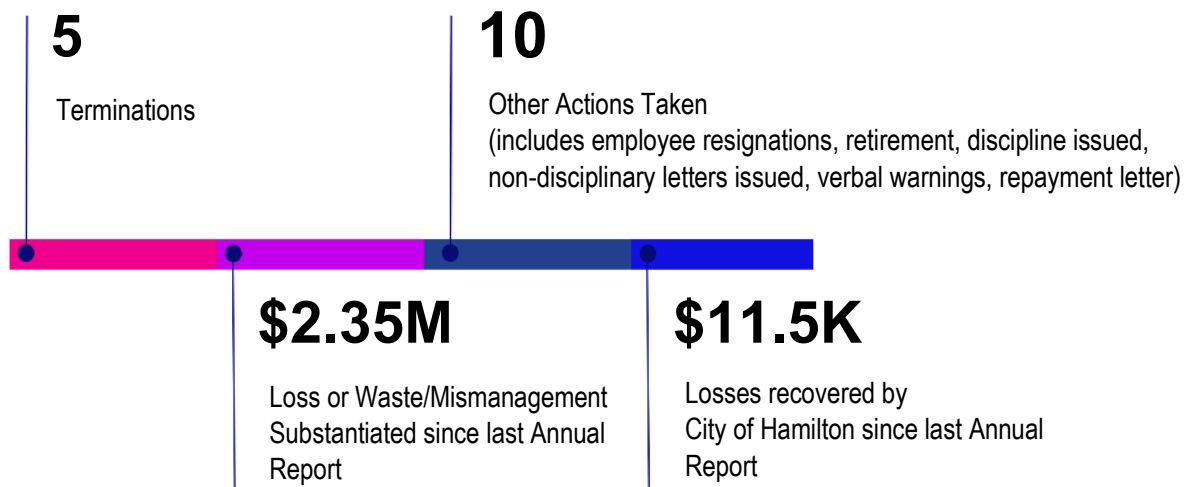 5
Terminations
10
Other Actions Taken
(includes employee resignations, retirement, discipline issued,
non-disciplinary letters issued, verbal warnings, repayment letter)
$2.35M
Loss or Waste/Mismanagement
Substantiated since last Annual
Report
$11.5K
Losses recovered by
City of Hamilton since last Annual
Report